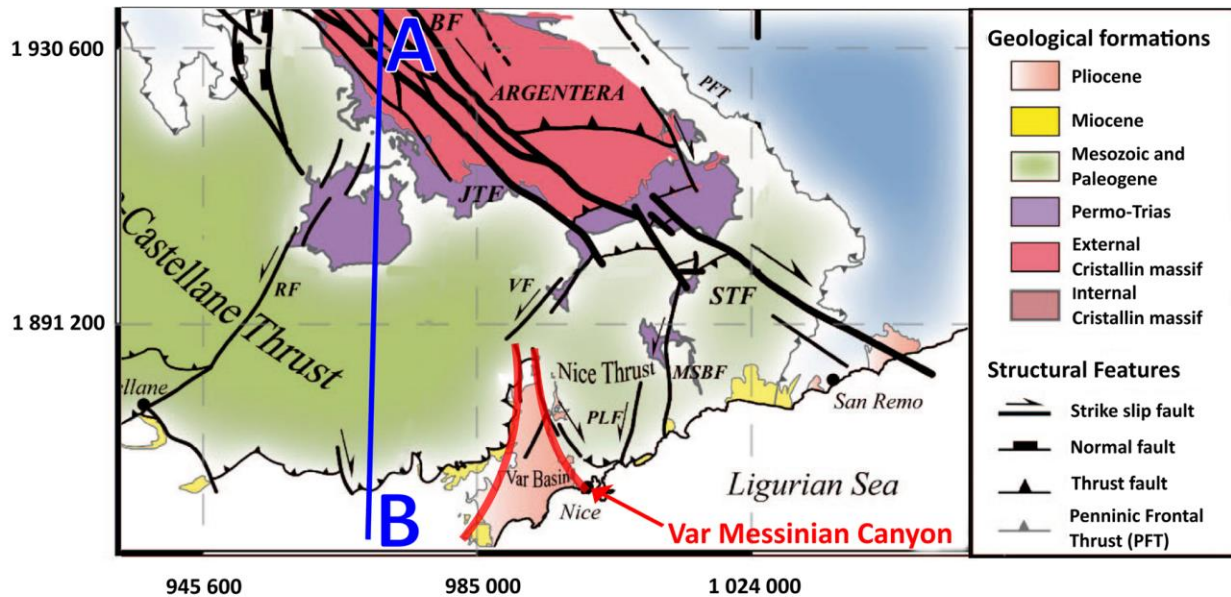 1 930 600
1 891 200
945 600
985 000
1 024 000
A
B
BF
ARGENTERA
PFT
JTF
-Castellane Thrust
RF
VF
STF
Nice Thrust
MSBF
PLF
ellane
San Remo
Var Basin
Nice
Ligurian Sea
Var Messinian Canyon
Geological formations
Pliocene
Miocene
Mesozoic and
Paleogene
Permo-Trias
External
Cristallin massif
Internal
Cristallin massif
Structural Features
Strike slip fault
Normal fault
Thrust fault
Penninic Frontal
Thrust (PFT)